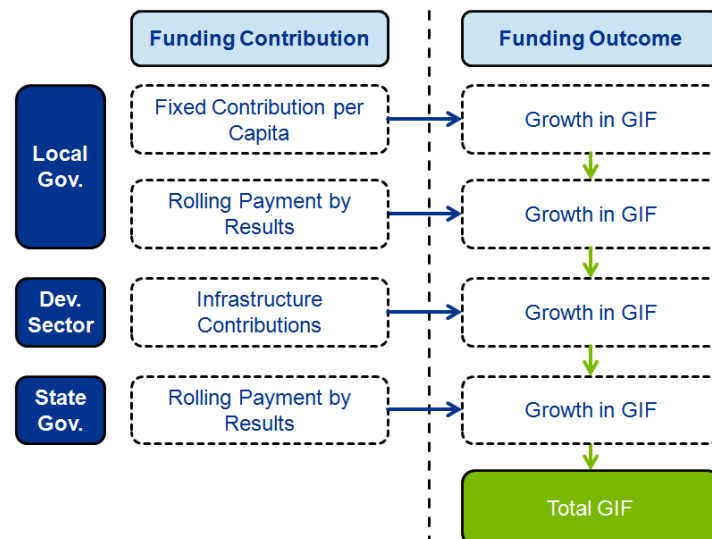 Funding Contribution
Funding Outcome
Local
Gov.
Fixed Contribution per
Capita
Growth in GIF
Rolling Payment by
Results
Growth in GIF
Dev.
Sector
Infrastructure
Contributions
Growth in GIF
State
Gov.
Rolling Payment by
Results
Growth in GIF
Total GIF